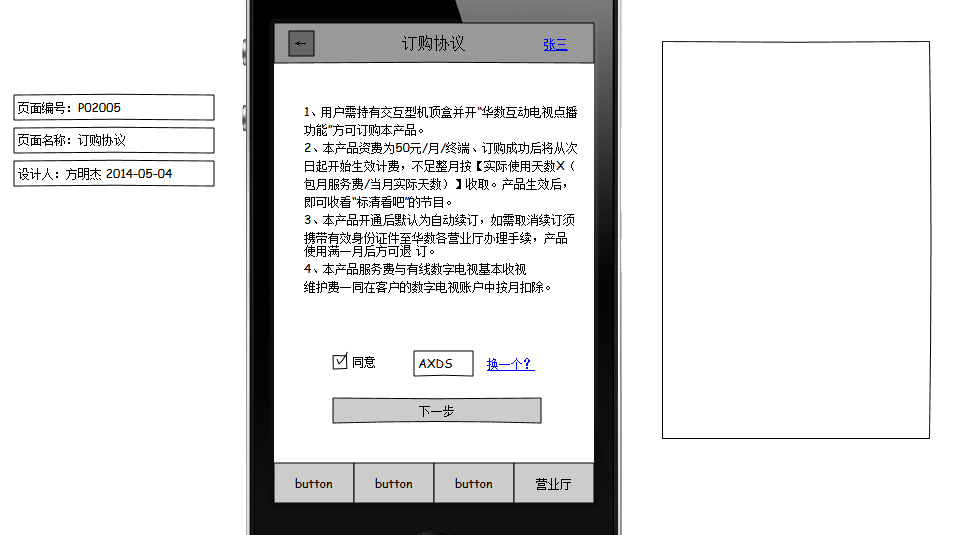 页面编号：P02005
页面名称：订购协议
设计人：方明杰 2014-05-04
←
订购协议
张三
1、用户需持有交互型机顶盒并开“华数互动电视点播
功能”方可订购本产品。
2、本产品资费为50元/月/终端、订购成功后将从次
日起开始生效计费，不足整月按【实际使用天数X（
包月服务费/当月实际天数）】收取。产品生效后，
即可收看“标清看吧”的节目。
3、本产品开通后默认为自动续订，如需取消续订须
携带有效身份证件至华数各营业厅办理手续，产品
使用满一月后方可退 订。
4、本产品服务费与有线数字电视基本收视
维护费一同在客户的数字电视账户中按月扣除。
同意
AXDS
换一个？
下一步
button
button
button
营业厅